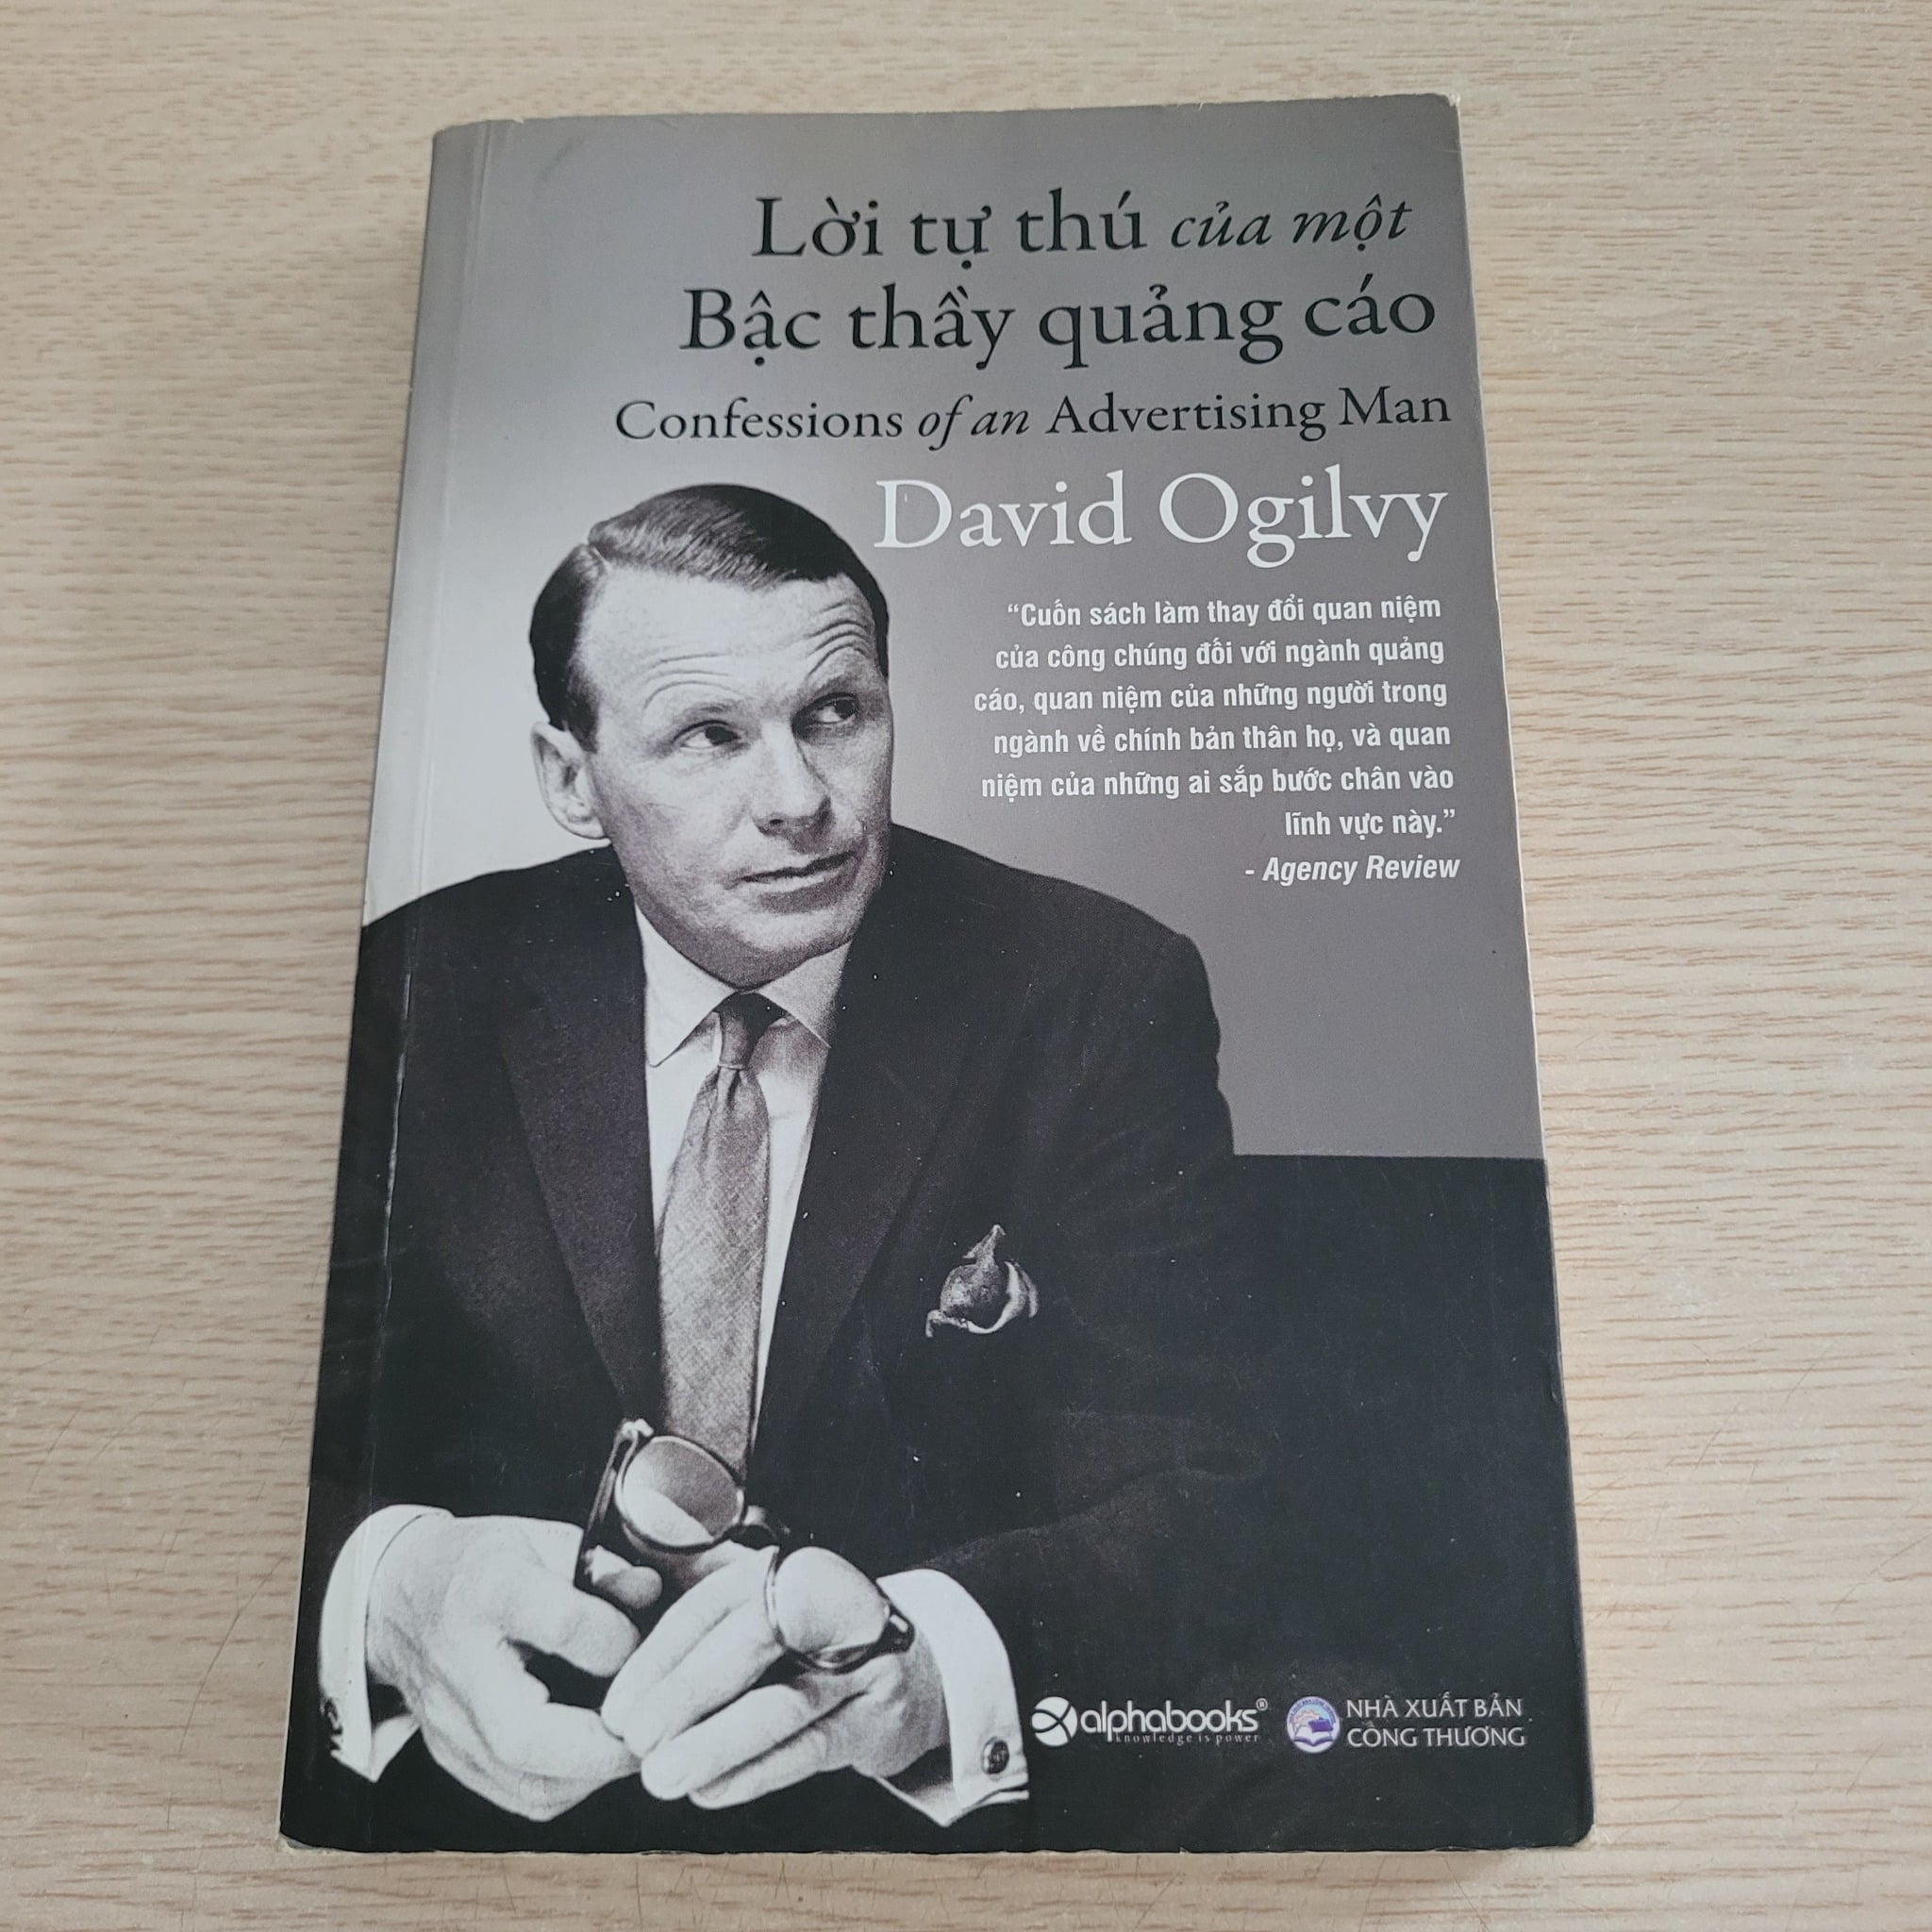 Lời tự thú của một
Bậc thầy quảng cáo
Confessions of an Advertising Man
David Ogilvy
“Cuốn sách làm thay đổi quan niệm
của công chúng đối với ngành quảng
cáo, quan niệm của những người trong
ngành về chính bản thân họ, và quan
niệm của những ai sắp bước chân vào
lĩnh vực này.”
- Agency Review
alphabooks®
knowledge is power
NHÀ XUẤT BẢN
CÔNG THƯƠNG